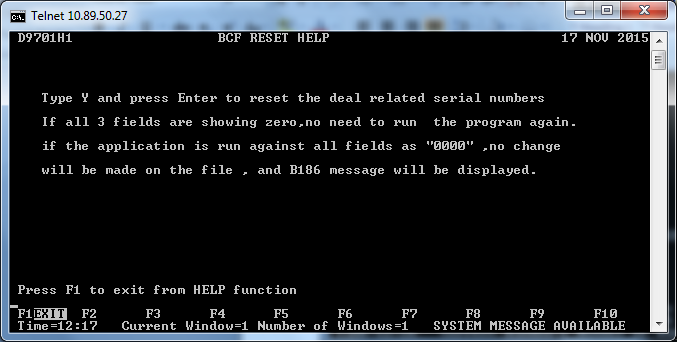 Telnet 10.89.50.27
D9701H1 BCF RESET HELP 17 NOV 2015
Type Y and press Enter to reset the deal related serial numbers
If all 3 fields are showing zero,no need to run  the program again.
if the application is run against all fields as "0000" ,no change
will be made on the file , and B186 message will be displayed.
Press F1 to exit from HELP function
F1EXIT F2 F3 F4 F5 F6 F7 F8 F9 F10
Time=12:17 Current Window=1 Number of Windows=1 SYSTEM MESSAGE AVAILABLE